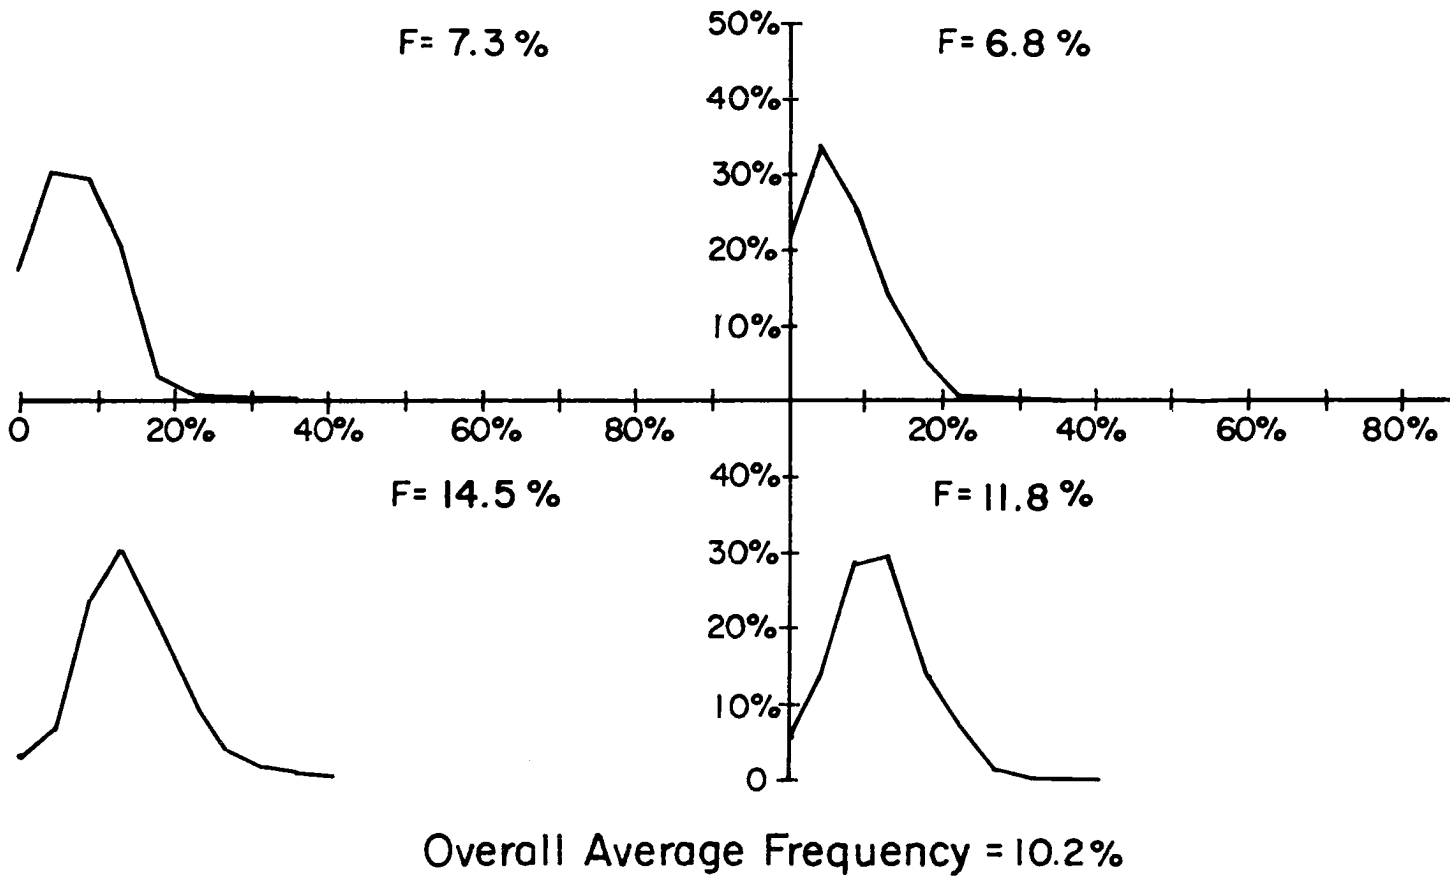 F= 7.3 %
F= 6.8 %
50%
40%
30%
20%
10%
0 20% 40% 60% 80%
20% 40% 60% 80%
F= 14.5 %
F= 11.8 %
40%
30%
20%
10%
0
Overall Average Frequency = 10.2%